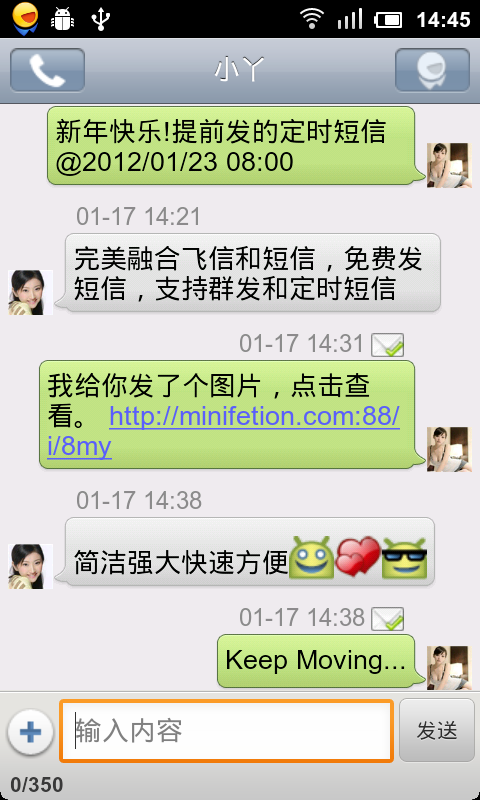 14:45
小丫
新年快乐!提前发的定时短信
@2012/01/23 08:00
01-17 14:21
完美融合飞信和短信，免费发
短信，支持群发和定时短信
01-17 14:31
我给你发了个图片，点击查
看。 http://minifetion.com:88/
i/8my
01-17 14:38
简洁强大快速方便
01-17 14:38
Keep Moving...
输入内容
发送
0/350